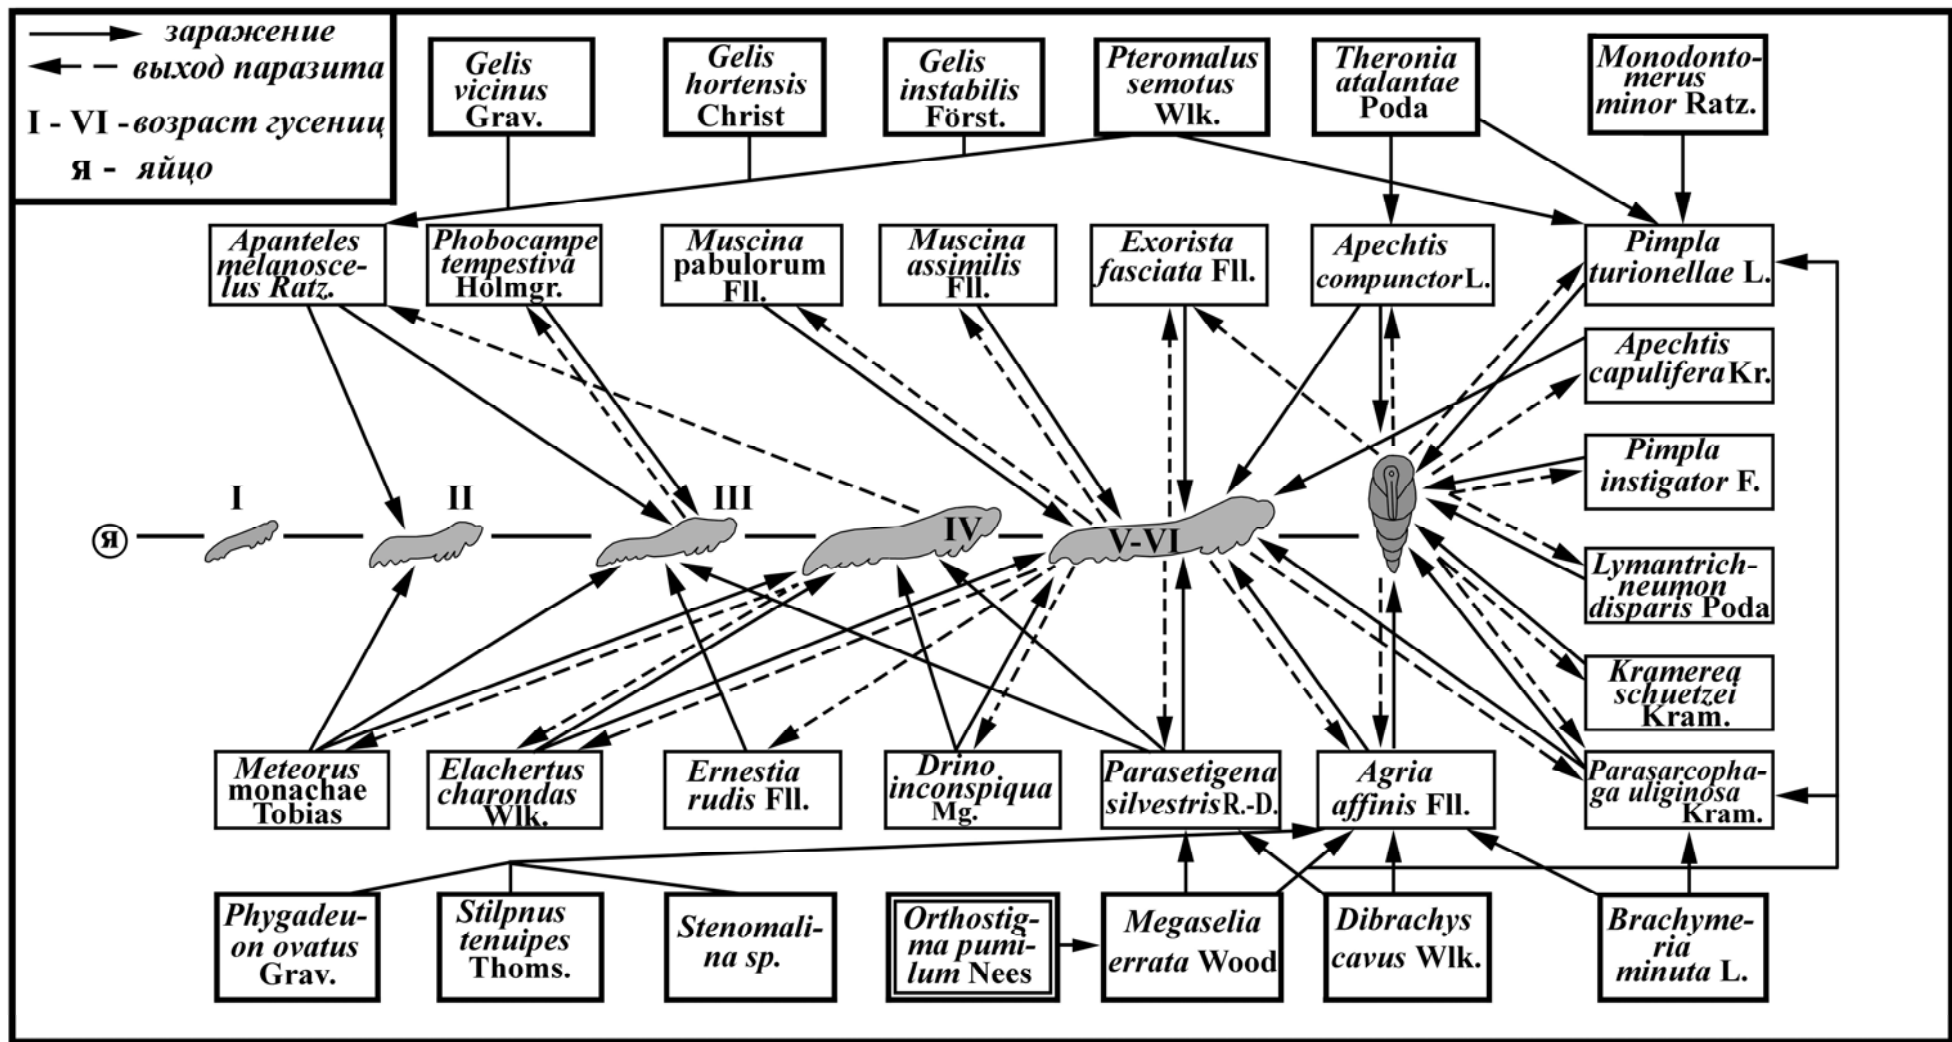 заражение
выход паразита
I - VI -возраст гусениц
Я - яйцо
Gelis
vicinus
Grav.
Gelis
hortensis
Christ
Gelis
instabilis
Först.
Pteromalus
semotus
Wlk.
Theronia
atalantae
Poda
Monodonto-
merus
minor Ratz.
Apanteles
melanosce-
lus Ratz.
Phobocampe
tempestiva
Holmgr.
Muscina
pabulorum
Fll.
Muscina
assimilis
Fll.
Exorista
fasciata Fll.
Apechtis
compunctor L.
Pimpla
turionellae L.
Apechtis
capulifera Kr.
Pimpla
instigator F.
Lymantrich-
neumon
disparis Poda
Kramerea
schuetzei
Kram.
Я
I
II
III
IV
V-VI
Meteorus
monachae
Tobias
Elachertus
charondas
Wlk.
Ernestia
rudis Fll.
Drino
inconspiqua
Mg.
Parasetigena
silvestris R.-D.
Agria
affinis Fll.
Parasarcopha-
ga uliginosa
Kram.
Phygadeu-
on ovatus
Grav.
Stilpnus
tenuipes
Thoms.
Stenomali-
na sp.
Orthostig-
ma pumi-
lum Nees
Megaselia
errata Wood
Dibrachys
cavus Wlk.
Brachyme-
ria
minuta L.